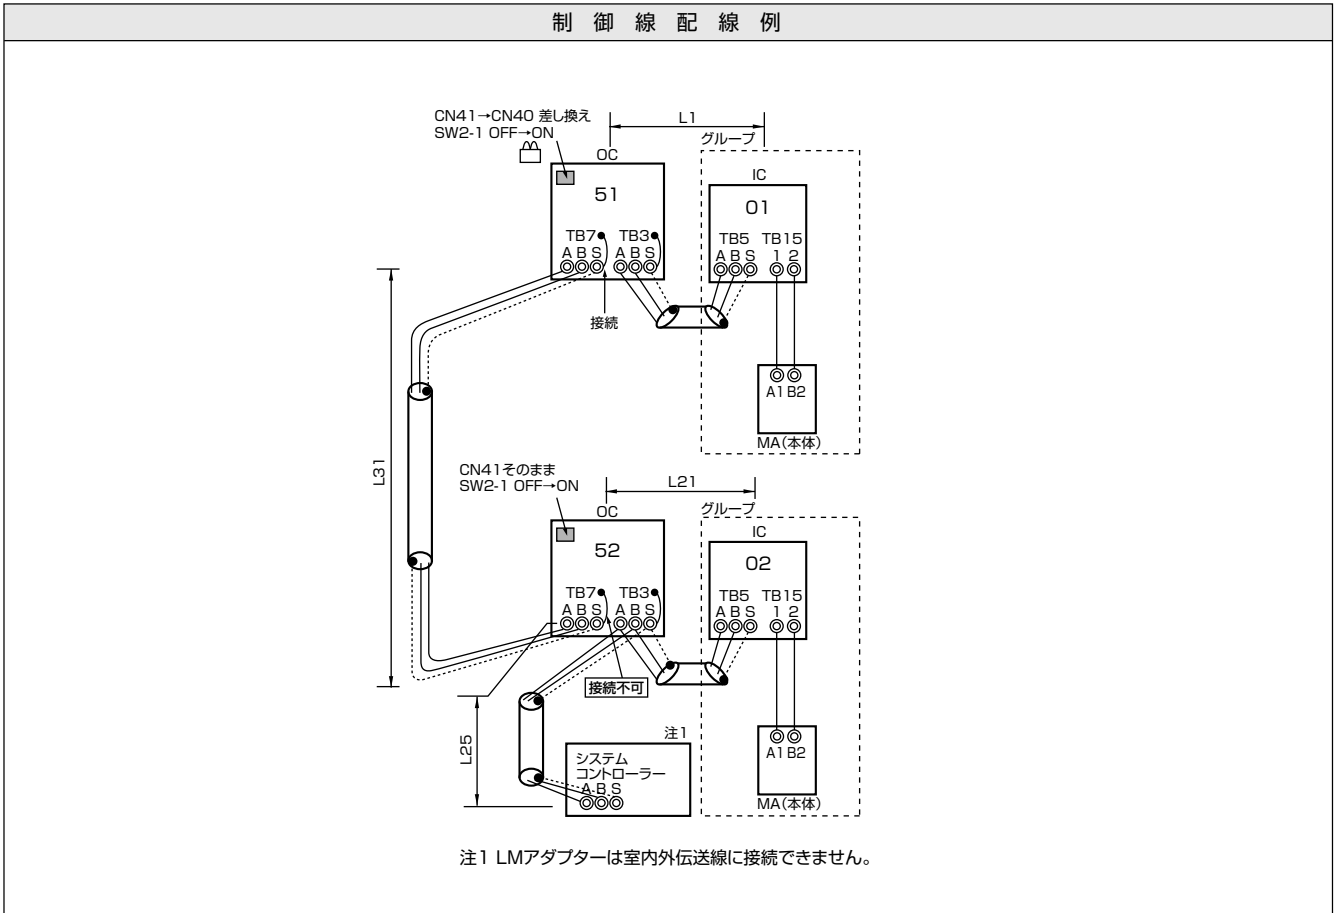 制 御 線 配 線 例
CN41→CN40 差し換え
SW2-1 OFF→ON
L1
グループ
OC
51
TB7 TB3
A B S A B S
接続
IC
01
TB5 TB15
A B S 1 2
A1 B2
MA(本体)
L31
CN41そのまま
SW2-1 OFF→ON
L21
グループ
OC
52
TB7 TB3
A B S A B S
接続不可
IC
02
TB5 TB15
A B S 1 2
A1 B2
MA(本体)
L25
注1
システム
コントローラー
A B S
注1 LMアダプターは室内外伝送線に接続できません。